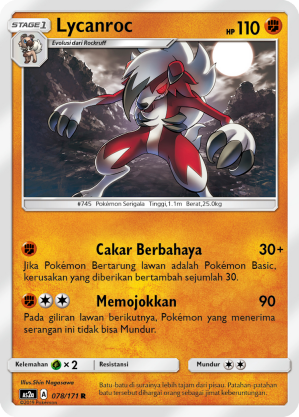 STAGE 1
Lycanroc
HP 110
Evolusi dari Rockruff
#745 Pokémon Serigala Tinggi,1.1m Berat,25.0kg
Cakar Berbahaya 30+
Jika Pokémon Bertarung lawan adalah Pokémon Basic,
kerusakan yang diberikan bertambah sejumlah 30.
Memojokkan 90
Pada giliran lawan berikutnya, Pokémon yang menerima
serangan ini tidak bisa Mundur.
Kelemahan × 2 Resistansi Mundur
Illus.Shin Nagasawa
AS2a A 078/171 R
Batu-batu di suraiannya lebih tajam dari pisau. Patahan-patahan
batu tersebut dihargai orang sebagai jimat keberuntungan.